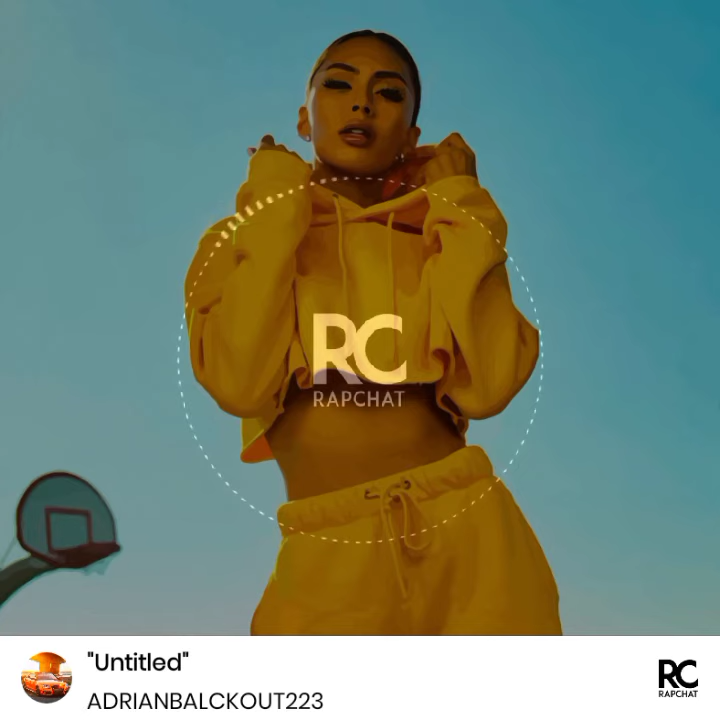 RC
RAPCHAT
"Untitled"
ADRIANBALCKOUT223
RC
RAPCHAT